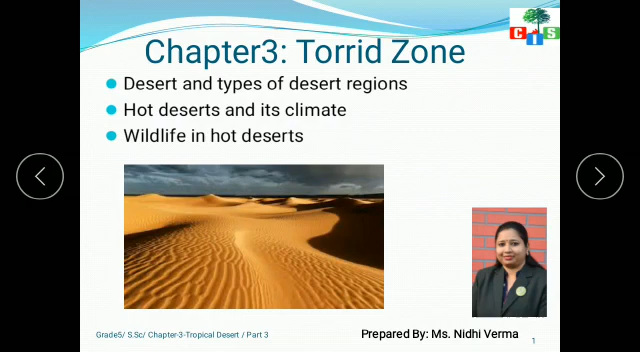 CIS
Chapter3: Torrid Zone
Desert and types of desert regions
Hot deserts and its climate
Wildlife in hot deserts
Grade5/ S.Sc/ Chapter-3-Tropical Desert / Part 3
Prepared By: Ms. Nidhi Verma
1